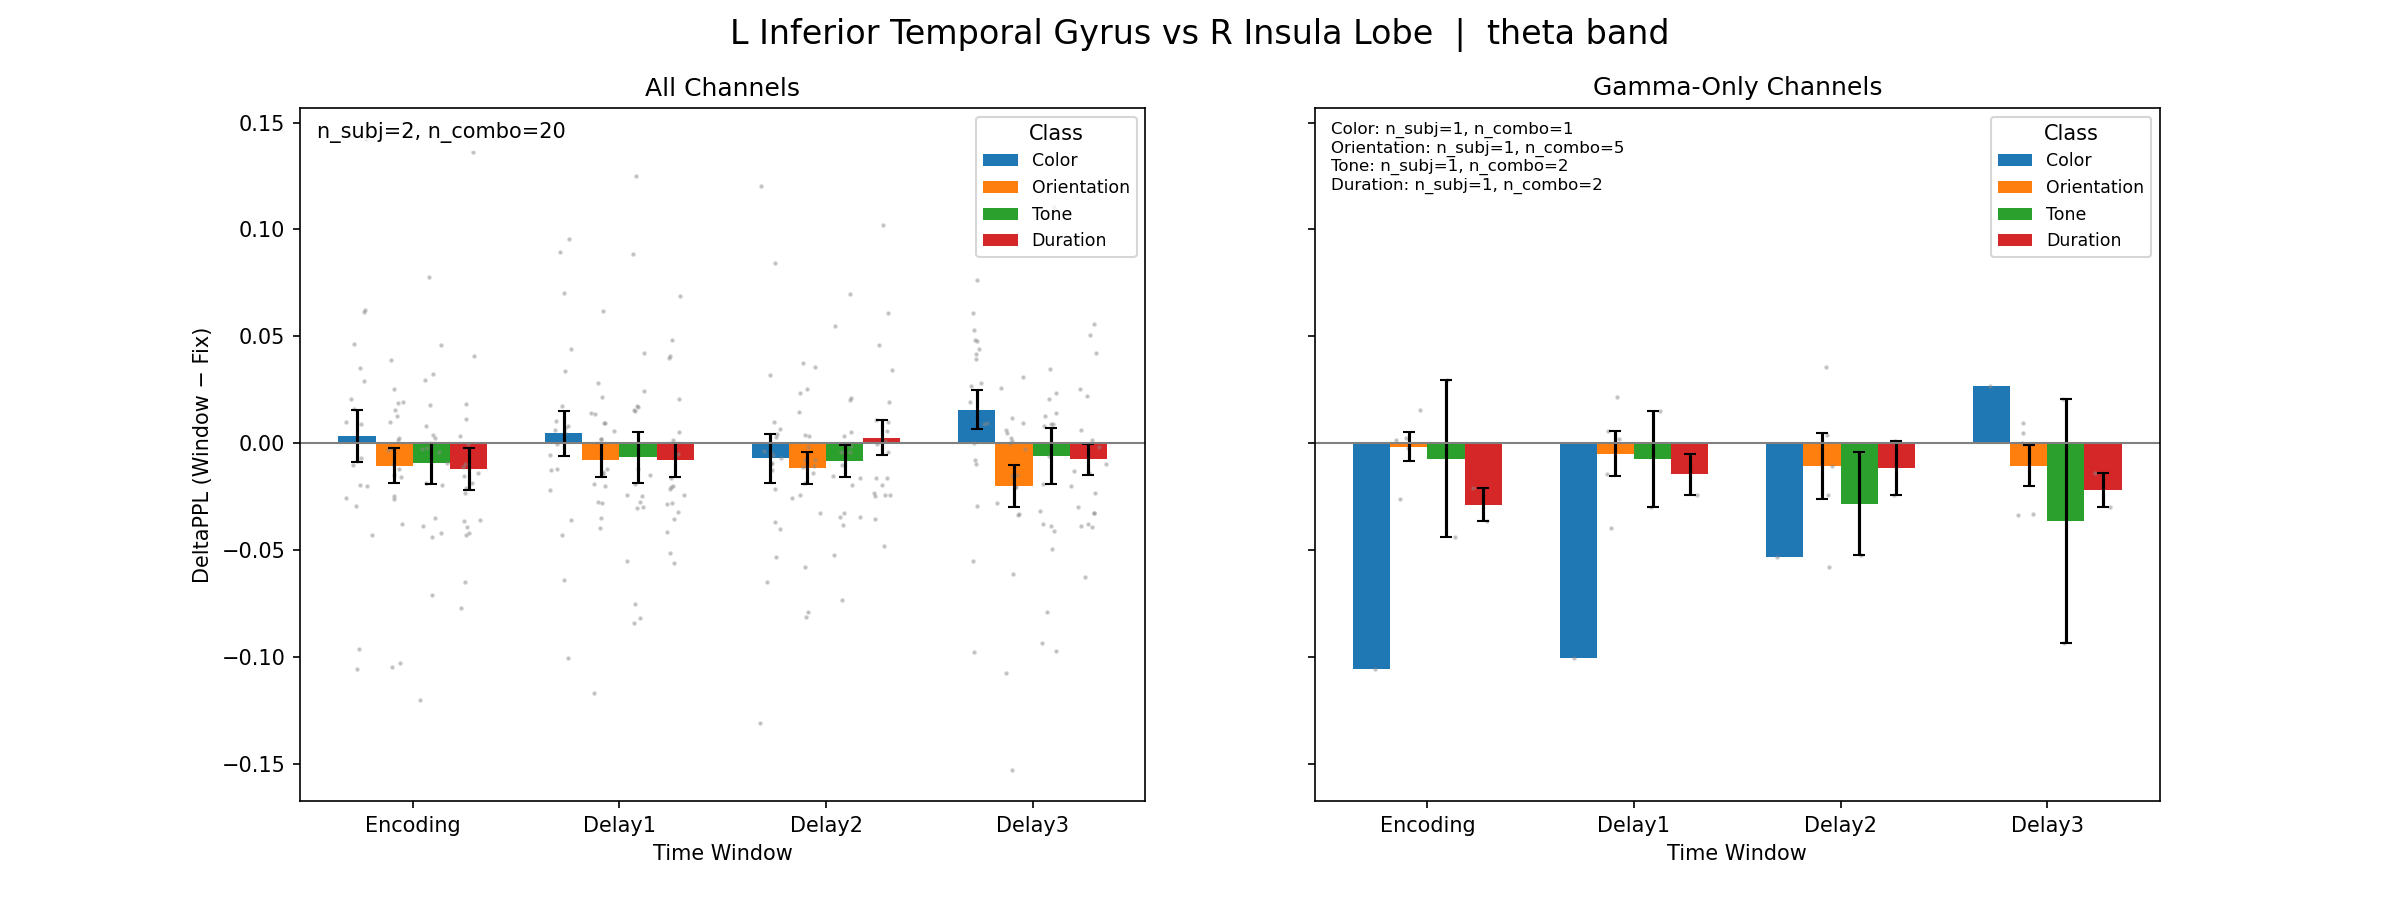 L Inferior Temporal Gyrus vs R Insula Lobe | theta band
All Channels
n_subj=2, n_combo=20
Class
Color
Orientation
Tone
Duration
0.15
0.10
0.05
0.00
−0.05
−0.10
−0.15
DeltaPPL (Window − Fix)
Encoding
Delay1
Delay2
Delay3
Time Window
Gamma-Only Channels
Color: n_subj=1, n_combo=1
Orientation: n_subj=1, n_combo=5
Tone: n_subj=1, n_combo=2
Duration: n_subj=1, n_combo=2
Class
Color
Orientation
Tone
Duration
Encoding
Delay1
Delay2
Delay3
Time Window